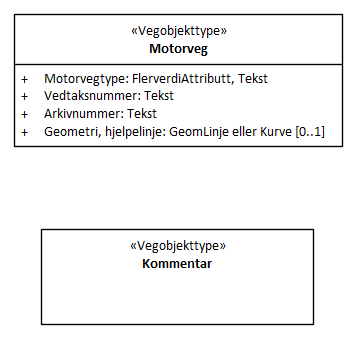 «Vegobjekttype»
Motorveg
+ Motorvegtype: FlerverdiAttributt, Tekst
+ Vedtaksnummer: Tekst
+ Arkivnummer: Tekst
+ Geometri, hjelpelinje: GeomLinje eller Kurve [0..1]
«Vegobjekttype»
Kommentar